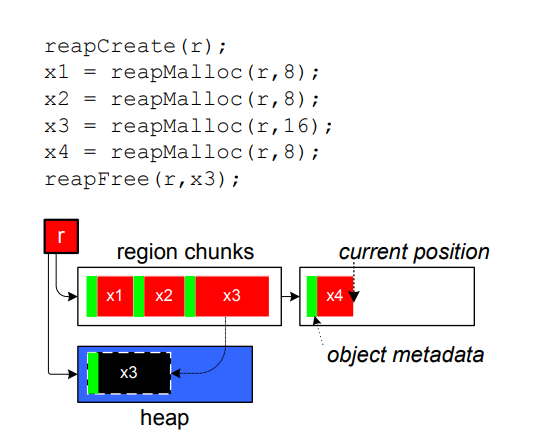 reapCreate(r);
x1 = reapMalloc(r,8);
x2 = reapMalloc(r,8);
x3 = reapMalloc(r,16);
x4 = reapMalloc(r,8);
reapFree(r,x3);
r
region chunks
current position
x1 x2 x3
x4
object metadata
x3
heap